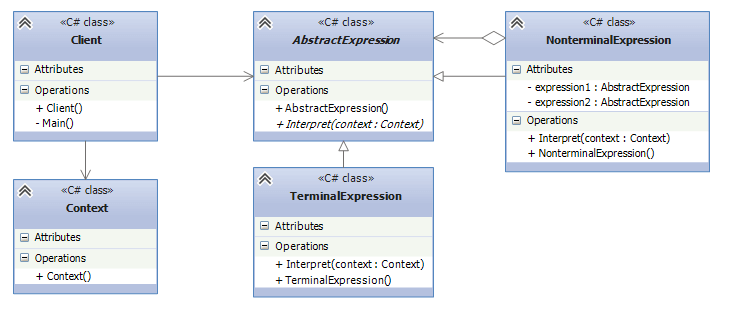 «C# class»
Client
Attributes
Operations
+ Client()
- Main()
«C# class»
AbstractExpression
Attributes
Operations
+ AbstractExpression()
+ Interpret(context : Context)
«C# class»
NonterminalExpression
Attributes
- expression1 : AbstractExpression
- expression2 : AbstractExpression
Operations
+ Interpret(context : Context)
+ NonterminalExpression()
«C# class»
Context
Attributes
Operations
+ Context()
«C# class»
TerminalExpression
Attributes
Operations
+ Interpret(context : Context)
+ TerminalExpression()